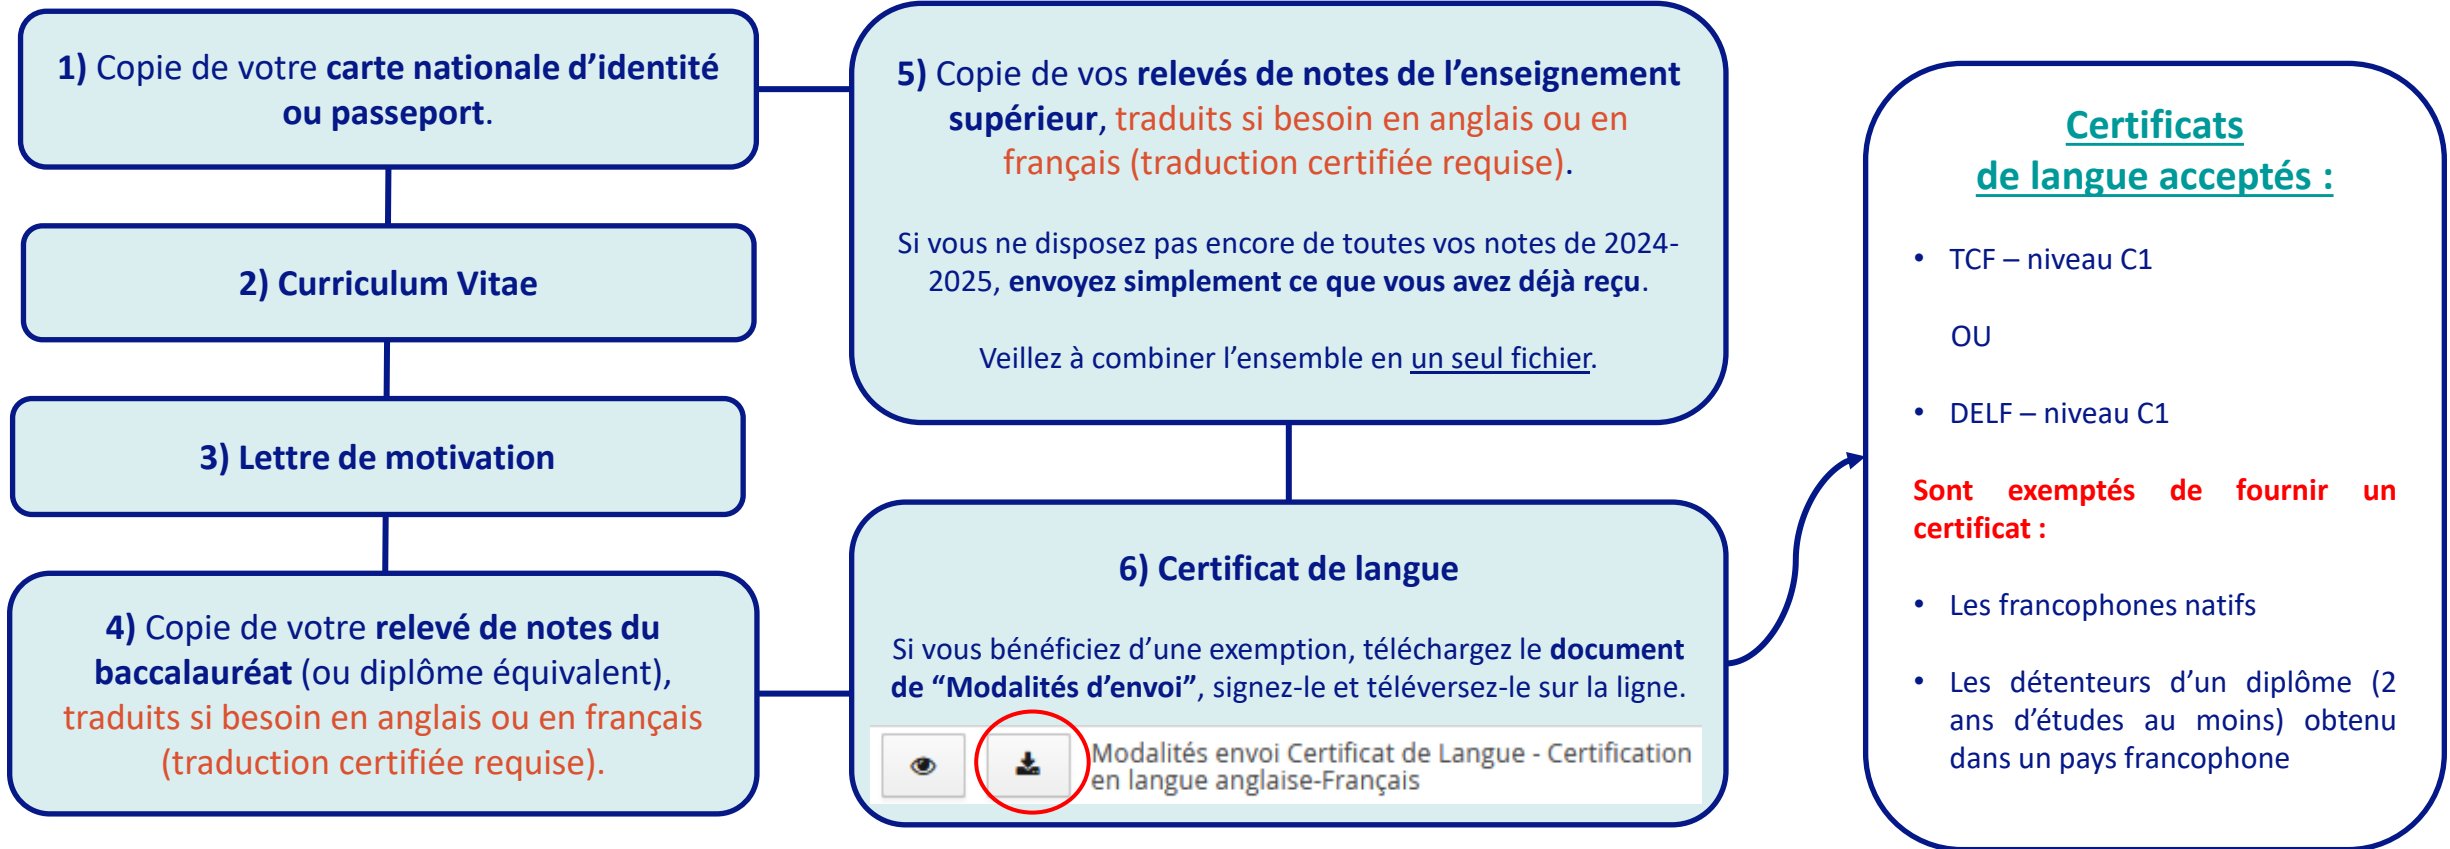 1) Copie de votre carte nationale d’identité
ou passeport.
2) Curriculum Vitae
3) Lettre de motivation
4) Copie de votre relevé de notes du
baccalauréat (ou diplôme équivalent),
traduits si besoin en anglais ou en français
(traduction certifiée requise).
5) Copie de vos relevés de notes de l’enseignement
supérieur, traduits si besoin en anglais ou en
français (traduction certifiée requise).
Si vous ne disposez pas encore de toutes vos notes de 2024-
2025, envoyez simplement ce que vous avez déjà reçu.
Veillez à combiner l’ensemble en un seul fichier.
6) Certificat de langue
Si vous bénéficiez d’une exemption, téléchargez le document
de “Modalités d’envoi”, signez-le et téléversez-le sur la ligne.
Modalités envoi Certificat de Langue - Certification
en langue anglaise-Français
Certificats
de langue acceptés :
• TCF – niveau C1
OU
• DELF – niveau C1
Sont exemptés de fournir un
certificat :
• Les francophones natifs
• Les détenteurs d’un diplôme (2
ans d’études au moins) obtenu
dans un pays francophone